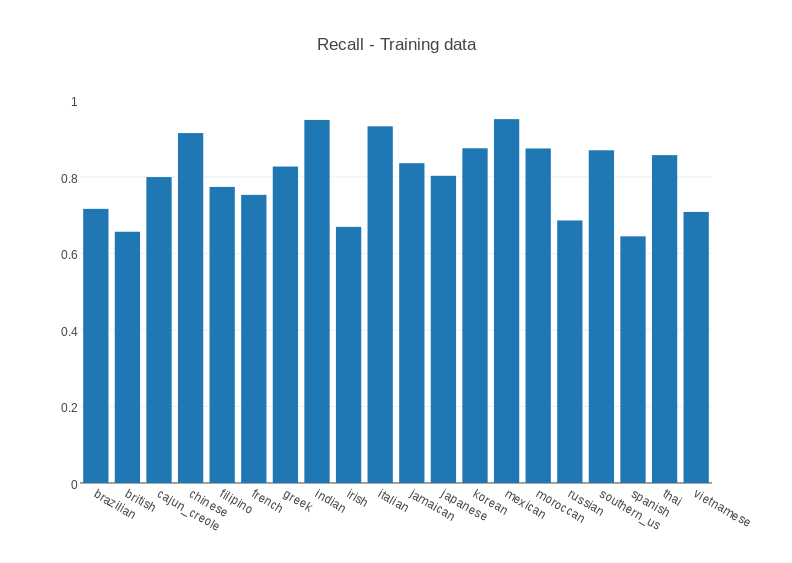 Recall - Training data
1
0.8
0.6
0.4
0.2
0
brazilian
british
cajun_creole
chinese
filipino
french
greek
indian
irish
italian
jamaican
japanese
korean
mexican
moroccan
russian
southern_us
spanish
thai
vietnamese